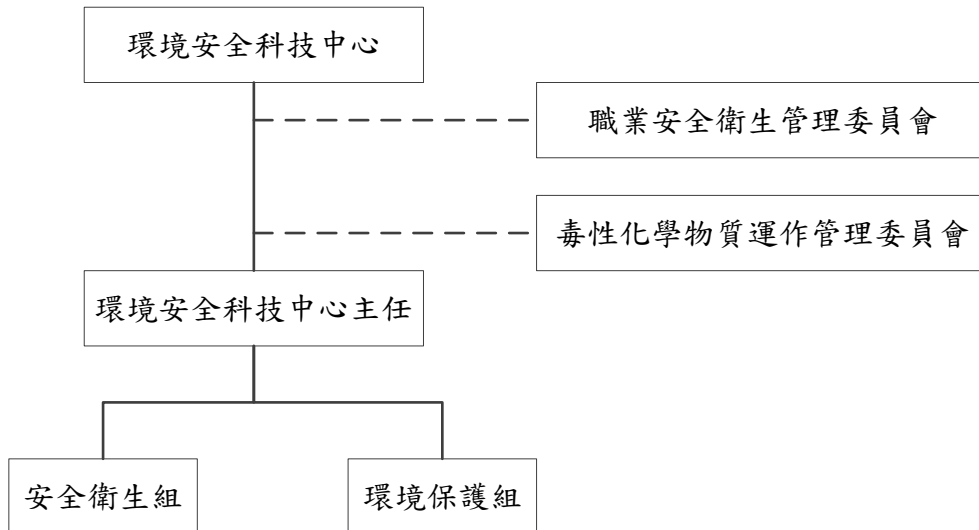 環境安全科技中心
職業安全衛生管理委員會
毒性化學物質運作管理委員會
環境安全科技中心主任
安全衛生組
環境保護組